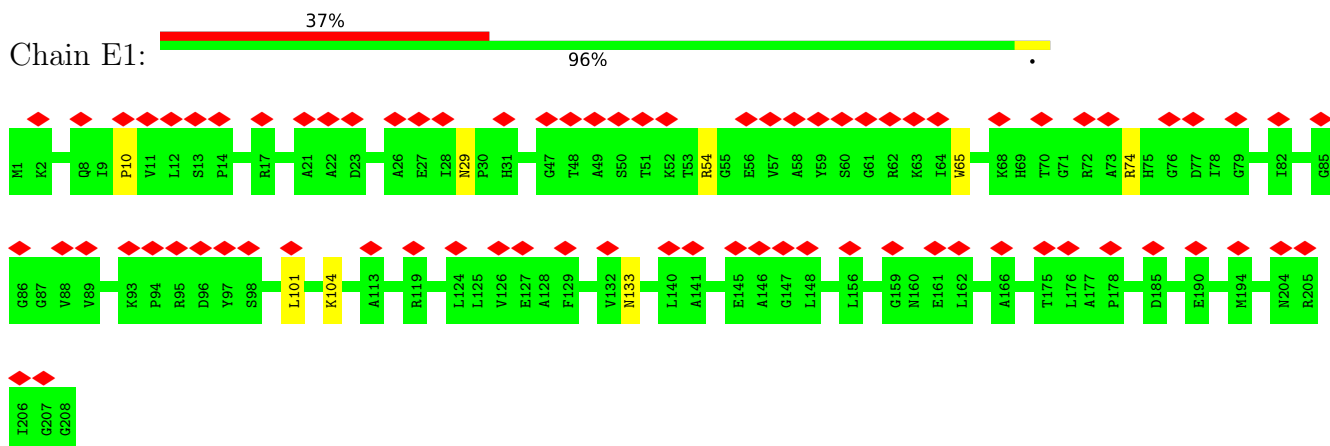 37%
Chain E1:
96% .
M1 K2 Q8 I9 P10 V11 L12 S13 P14 R17 A21 A22 D23 A26 E27 I28 N29 P30 H31 G47 T48 A49 S50 T51 K52 T53 R54 G55 E56 V57 A58 Y59 S60 G61 R62 K63 I64 W65 K68 H69 T70 G71 R72 A73 R74 H75 G76 D77 I78 G79 I82 G85
G86 G87 V88 V89 K93 P94 R95 D96 Y97 S98 L101 K104 A113 R119 L124 L125 V126 E127 A128 F129 V132 N133 L140 A141 E145 A146 G147 L148 L156 G159 N160 E161 L162 A166 T175 L176 A177 P178 D185 E190 M194 N204 R205
I206 G207 G208